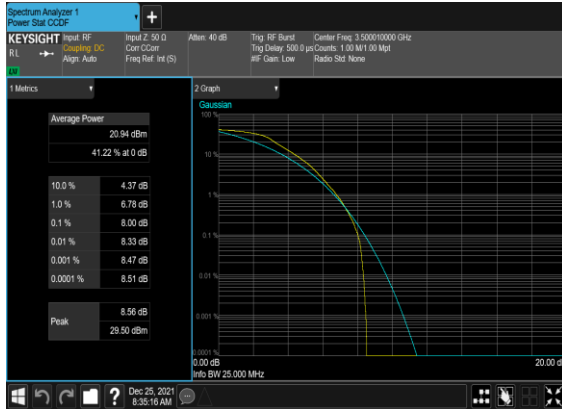 Spectrum Analyzer 1
Power Stat CCDF
+
KEYSIGHT
RL
LU
Input: RF
Coupling: DC
Align: Auto
Input Z: 50 Ω
Corr CCorr
Freq Ref: Int (S)
Atten: 40 dB
Trig: RF Burst
Trig Delay: 500.0 µs
#IF Gain: Low
Center Freq: 3.500010000 GHz
Counts: 1.00 M/1.00 Mpt
Radio Std: None
1 Metrics
Average Power
20.94 dBm
41.22 % at 0 dB
10.0 % 4.37 dB
1.0 % 6.78 dB
0.1 % 8.00 dB
0.01 % 8.33 dB
0.001 % 8.47 dB
0.0001 % 8.51 dB
Peak
8.56 dB
29.50 dBm
2 Graph
Gaussian
100 %
10 %
1 %
0.1 %
0.01 %
0.001 %
0.0001 %
0.00 dB
20.00 d
Info BW 25.000 MHz
?
Dec 25, 2021
8:35:16 AM